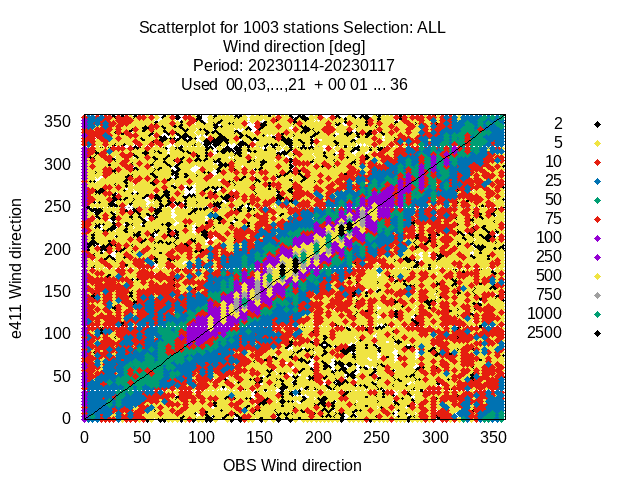 Scatterplot for 1003 stations Selection: ALL
Wind direction [deg]
Period: 20230114-20230117
Used  00,03,...,21  + 00 01 ... 36
350
300
250
200
150
100
50
0
e411 Wind direction
0 50 100 150 200 250 300 350
OBS Wind direction
2
5
10
25
50
75
100
250
500
750
1000
2500